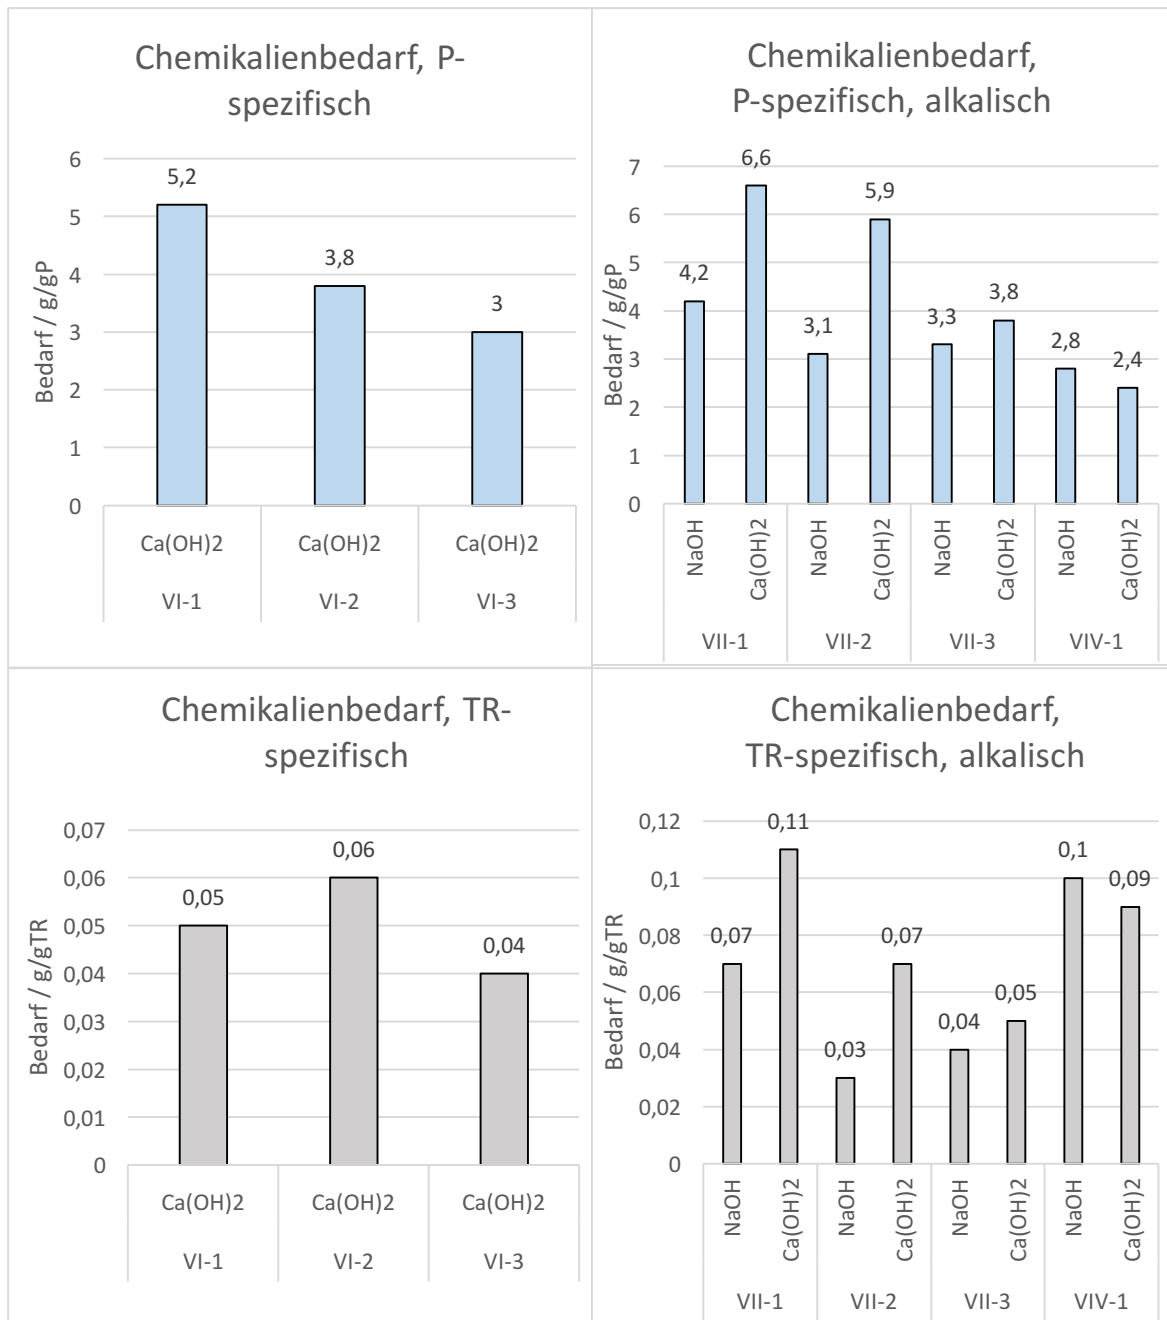 Chemikalienbedarf, P-
spezifisch
Bedarf / g/gP
6
5
4
3
2
1
0
5,2
3,8
3
Ca(OH)2
Ca(OH)2
Ca(OH)2
VI-1
VI-2
VI-3
Chemikalienbedarf,
P-spezifisch, alkalisch
Bedarf / g/gP
7
6
5
4
3
2
1
0
4,2
6,6
3,1
5,9
3,3
3,8
2,8
2,4
NaOH
Ca(OH)2
NaOH
Ca(OH)2
NaOH
Ca(OH)2
NaOH
Ca(OH)2
VII-1
VII-2
VII-3
VIV-1
Chemikalienbedarf, TR-
spezifisch
Bedarf / g/gTR
0,07
0,06
0,05
0,04
0,03
0,02
0,01
0
0,05
0,06
0,04
Ca(OH)2
Ca(OH)2
Ca(OH)2
VI-1
VI-2
VI-3
Chemikalienbedarf,
TR-spezifisch, alkalisch
Bedarf / g/gTR
0,12
0,1
0,08
0,06
0,04
0,02
0
0,07
0,11
0,03
0,07
0,04
0,05
0,1
0,09
NaOH
Ca(OH)2
NaOH
Ca(OH)2
NaOH
Ca(OH)2
NaOH
Ca(OH)2
VII-1
VII-2
VII-3
VIV-1